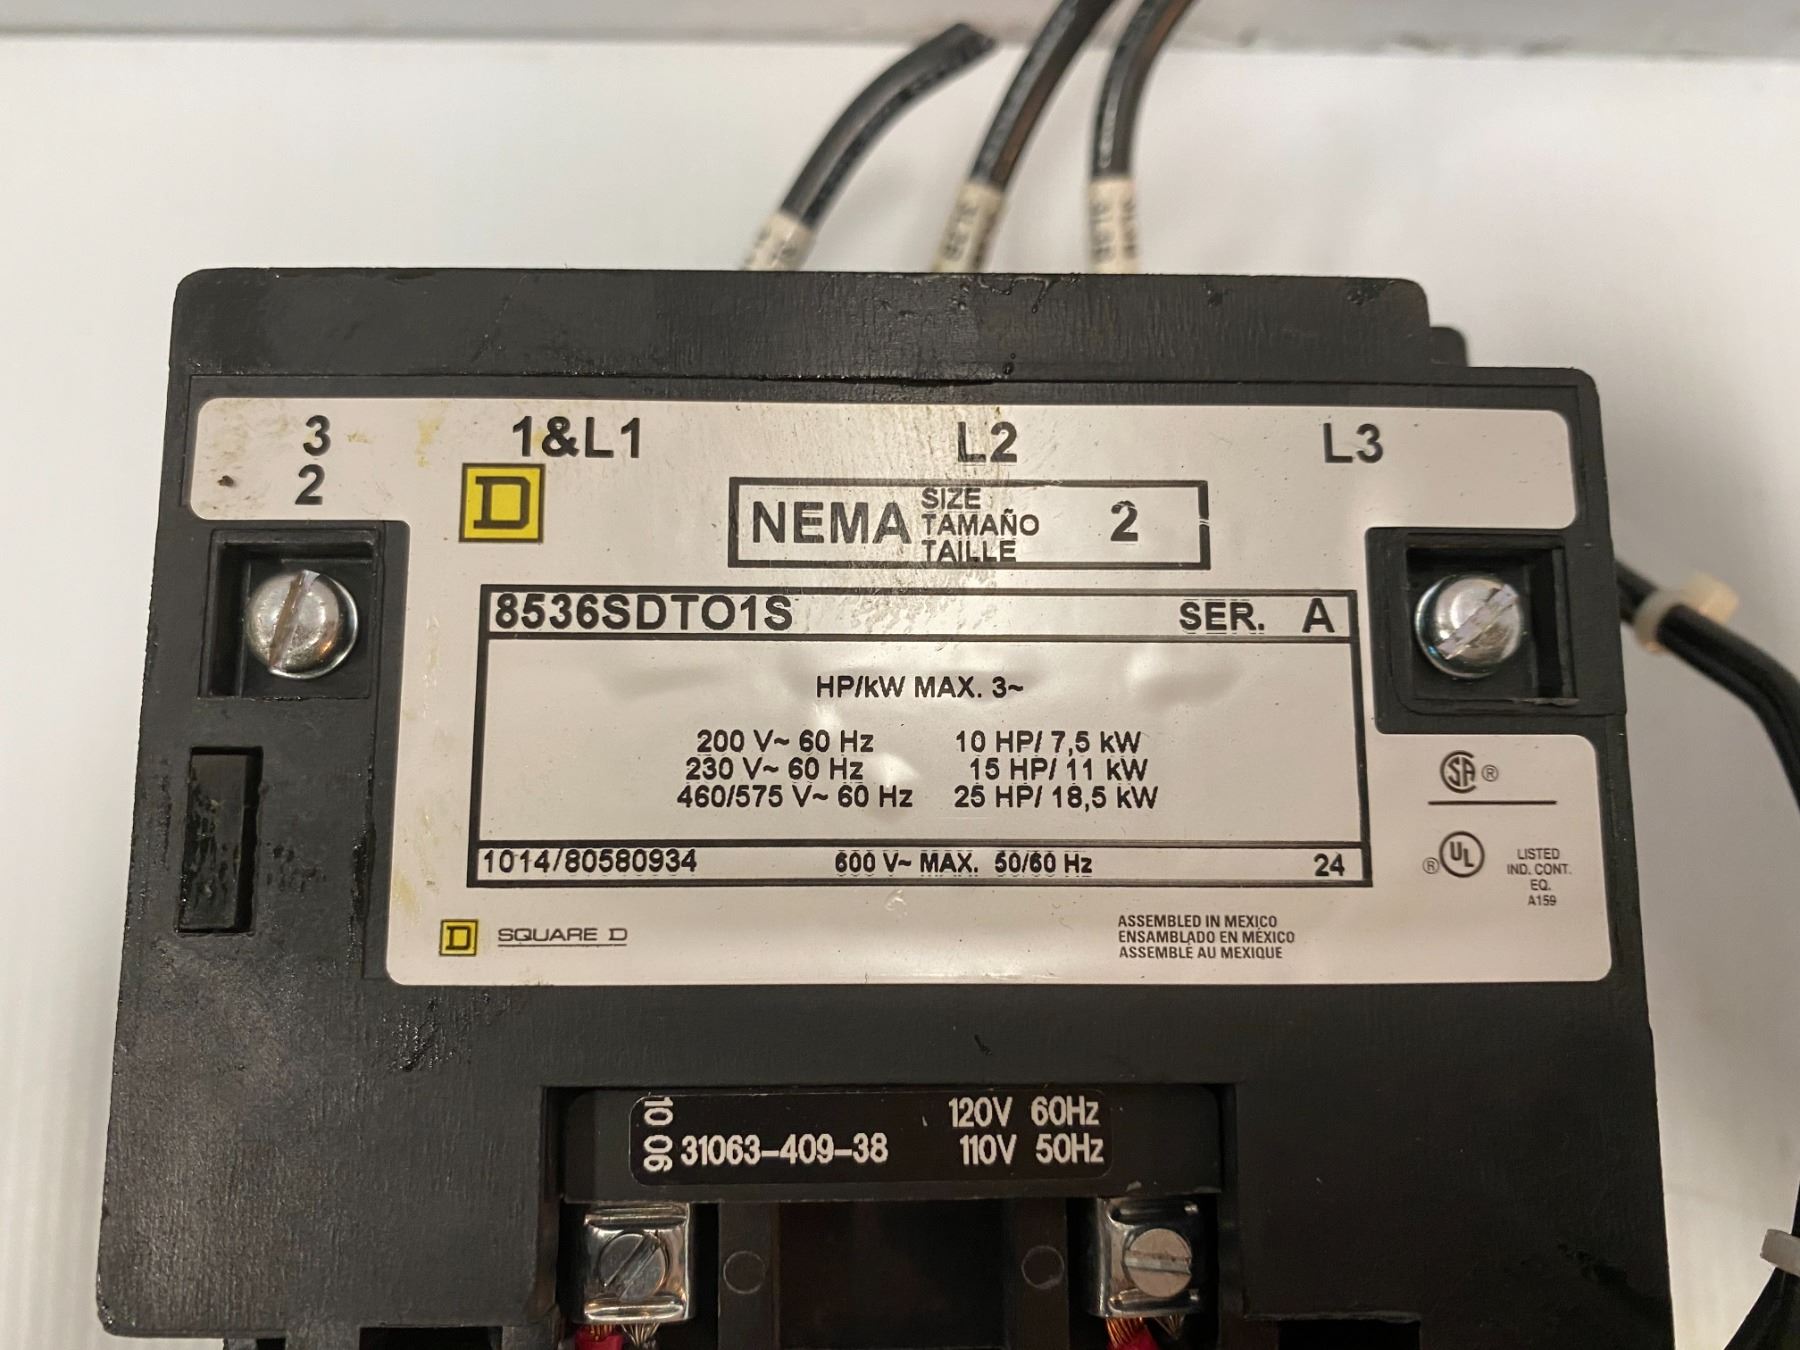 3 1&L1 L2 L3
2
D
NEMA SIZE
TAMAÑO
TAILLE 2
8536SDTO1S SER. A
HP/kW MAX. 3~
200 V~ 60 Hz 10 HP/ 7,5 kW
230 V~ 60 Hz 15 HP/ 11 kW
460/575 V~ 60 Hz 25 HP/ 18,5 kW
1014/80580934 600 V~ MAX. 50/60 Hz 24
SA ®
® UL LISTED
IND. CONT.
EQ.
A159
D SQUARE D
ASSEMBLED IN MEXICO
ENSAMBLADO EN MÉXICO
ASSEMBLÉ AU MEXIQUE
10 06
31063-409-38
120V 60Hz
110V 50Hz